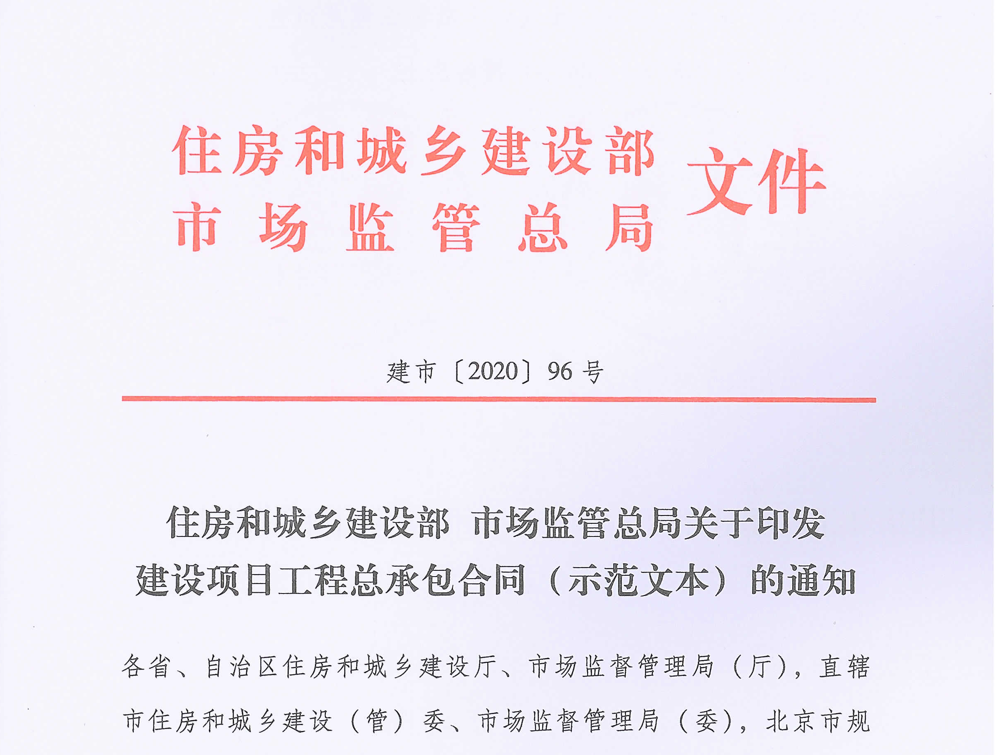 住房和城乡建设部
市场监管总局
文件
建市〔2020〕96 号
住房和城乡建设部 市场监管总局关于印发
建设项目工程总承包合同（示范文本）的通知
各省、自治区住房和城乡建设厅、市场监督管理局（厅），直辖
市住房和城乡建设（管）委、市场监督管理局（委），北京市规